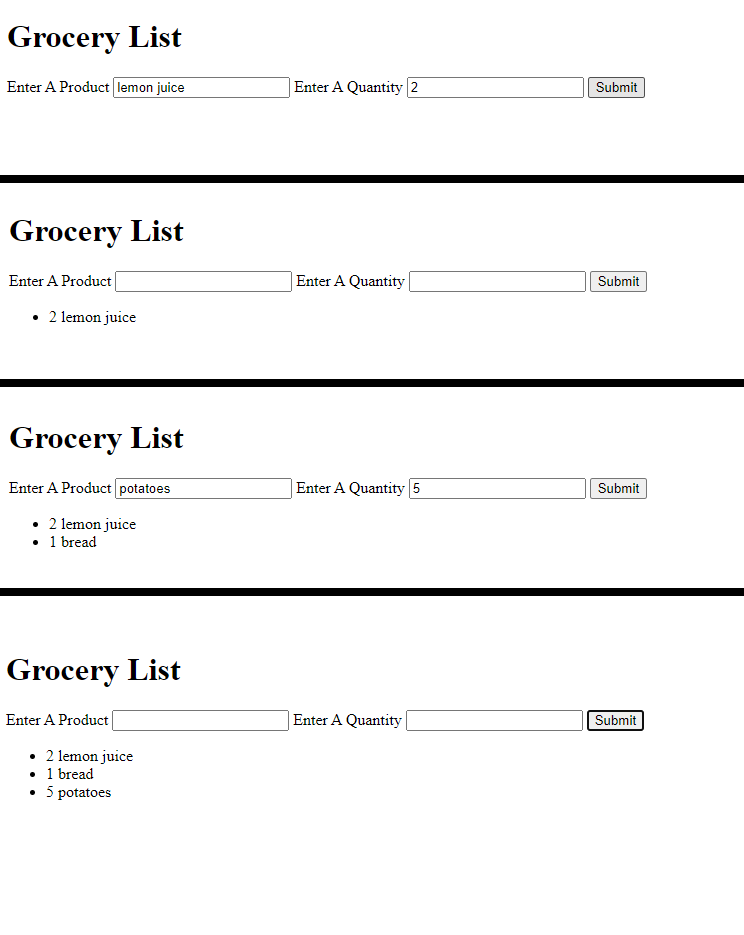 Grocery List
Enter A Product lemon juice Enter A Quantity 2 Submit
Grocery List
Enter A Product Enter A Quantity Submit
• 2 lemon juice
Grocery List
Enter A Product potatoes Enter A Quantity 5 Submit
• 2 lemon juice
• 1 bread
Grocery List
Enter A Product Enter A Quantity Submit
• 2 lemon juice
• 1 bread
• 5 potatoes